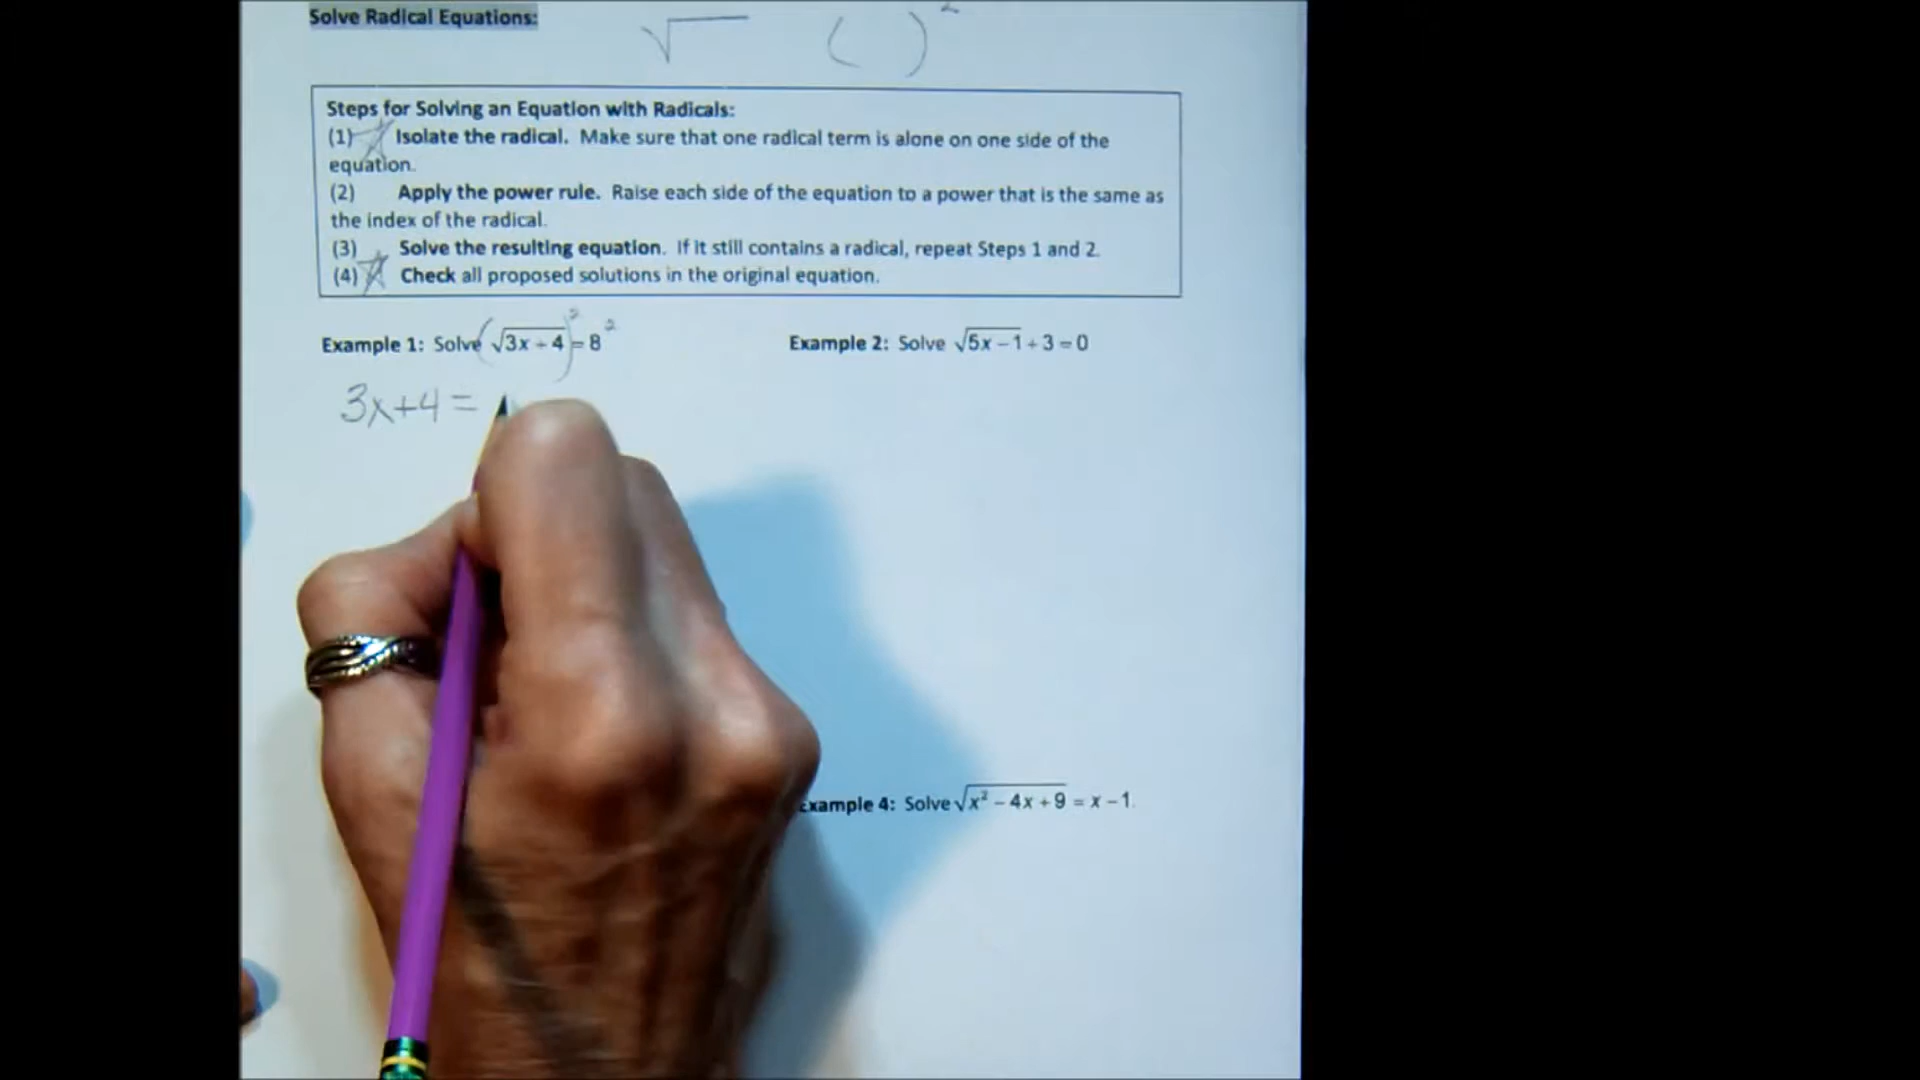 Solve Radical Equations:
√ ( )²
Steps for Solving an Equation with Radicals:
(1) Isolate the radical. Make sure that one radical term is alone on one side of the
equation.
(2) Apply the power rule. Raise each side of the equation to a power that is the same as
the index of the radical.
(3) Solve the resulting equation. If it still contains a radical, repeat Steps 1 and 2.
(4) Check all proposed solutions in the original equation.
Example 1: Solve (√3x + 4)² = 8²
3x+4 =
Example 2: Solve √5x − 1 + 3 = 0
Example 4: Solve √x² − 4x + 9 = x − 1.